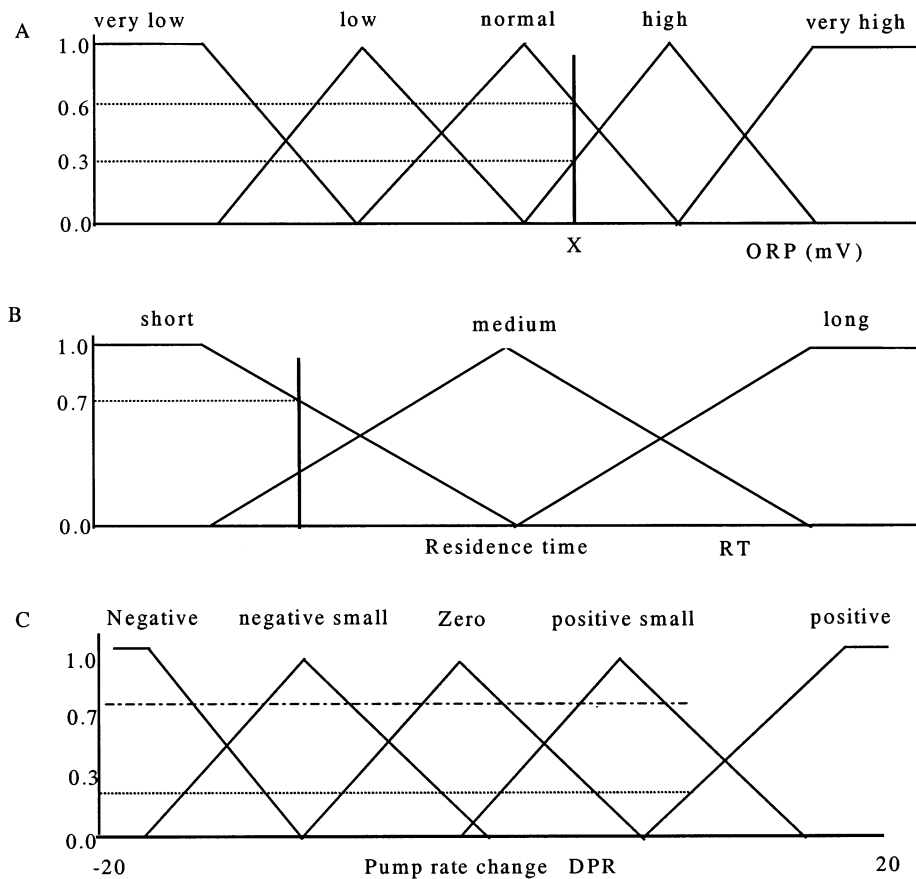 A
very low low normal high very high
1.0
0.6
0.3
0.0
X
ORP (mV)
B
short medium long
1.0
0.7
0.0
Residence time RT
C
Negative negative small Zero positive small positive
1.0
0.7
0.3
0.0
-20 Pump rate change DPR 20